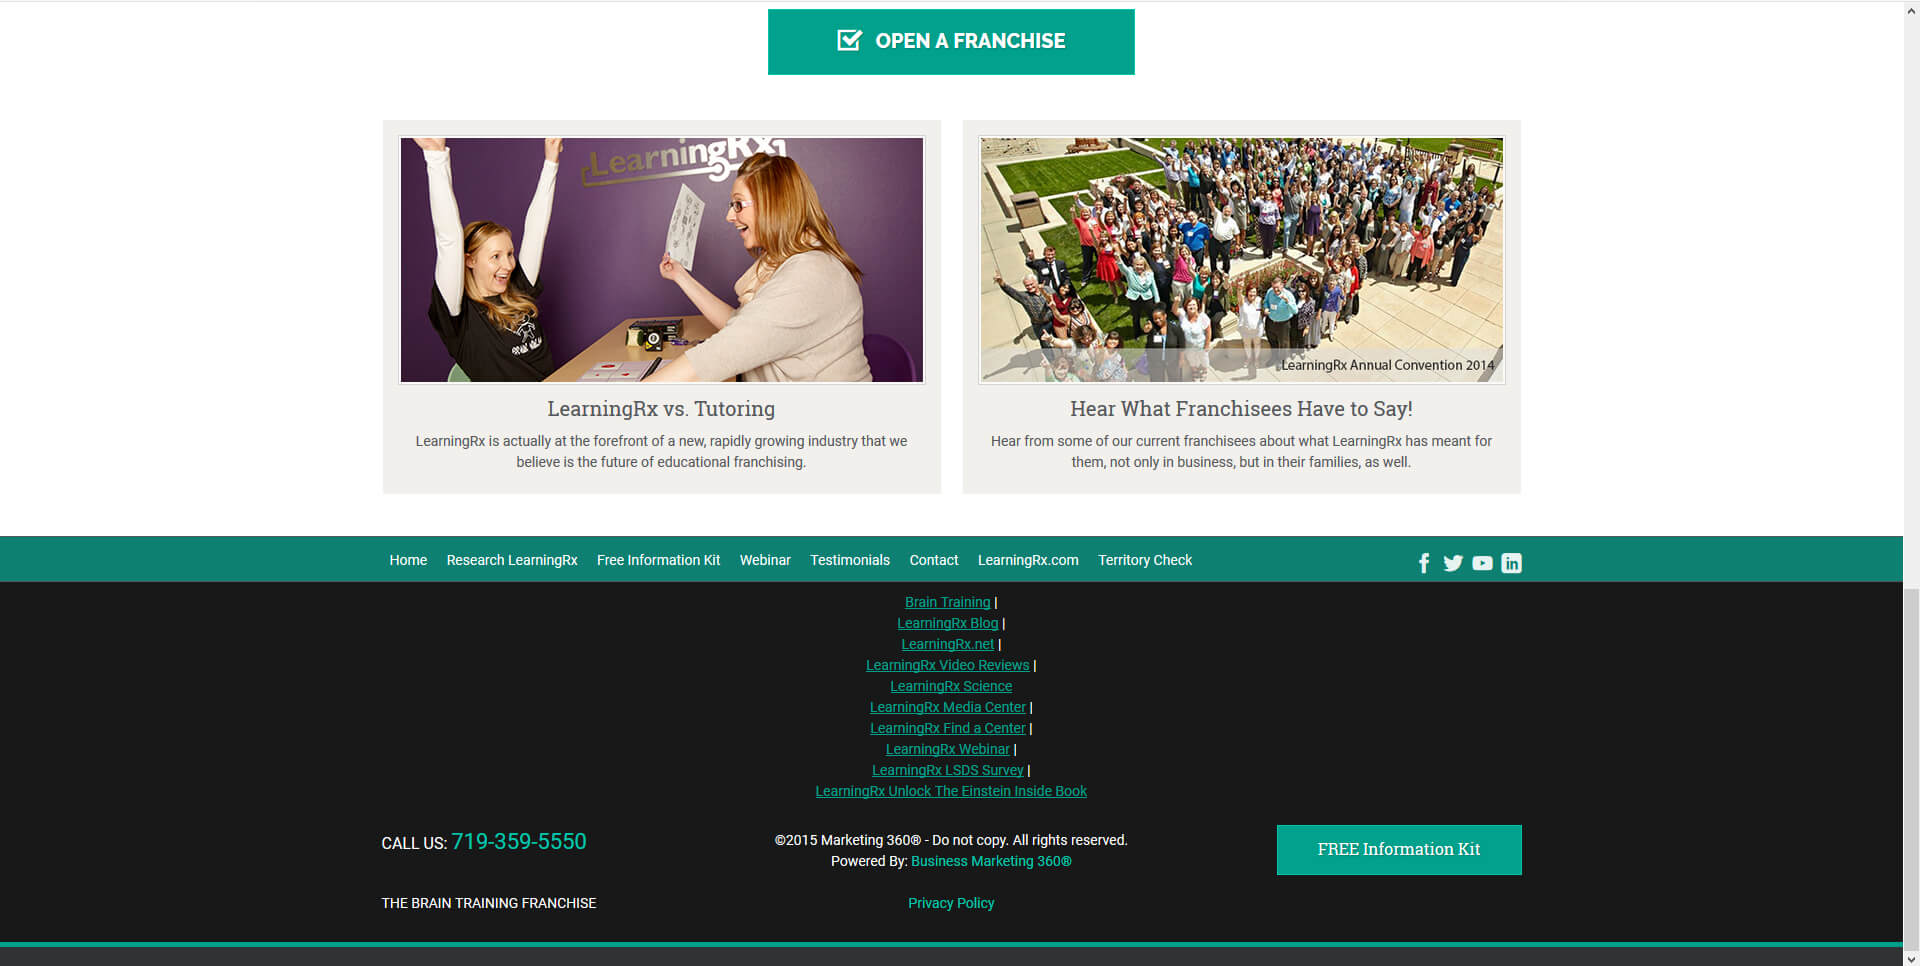 OPEN A FRANCHISE
LearningRx
LearningRx Annual Convention 2014
LearningRx vs. Tutoring
LearningRx is actually at the forefront of a new, rapidly growing industry that we
believe is the future of educational franchising.
Hear What Franchisees Have to Say!
Hear from some of our current franchisees about what LearningRx has meant for
them, not only in business, but in their families, as well.
Home Research LearningRx Free Information Kit Webinar Testimonials Contact LearningRx.com Territory Check
Brain Training |
LearningRx Blog |
LearningRx.net |
LearningRx Video Reviews |
LearningRx Science
LearningRx Media Center |
LearningRx Find a Center |
LearningRx Webinar |
LearningRx LSDS Survey |
LearningRx Unlock The Einstein Inside Book
CALL US: 719-359-5550
THE BRAIN TRAINING FRANCHISE
©2015 Marketing 360® - Do not copy. All rights reserved.
Powered By: Business Marketing 360®
Privacy Policy
FREE Information Kit